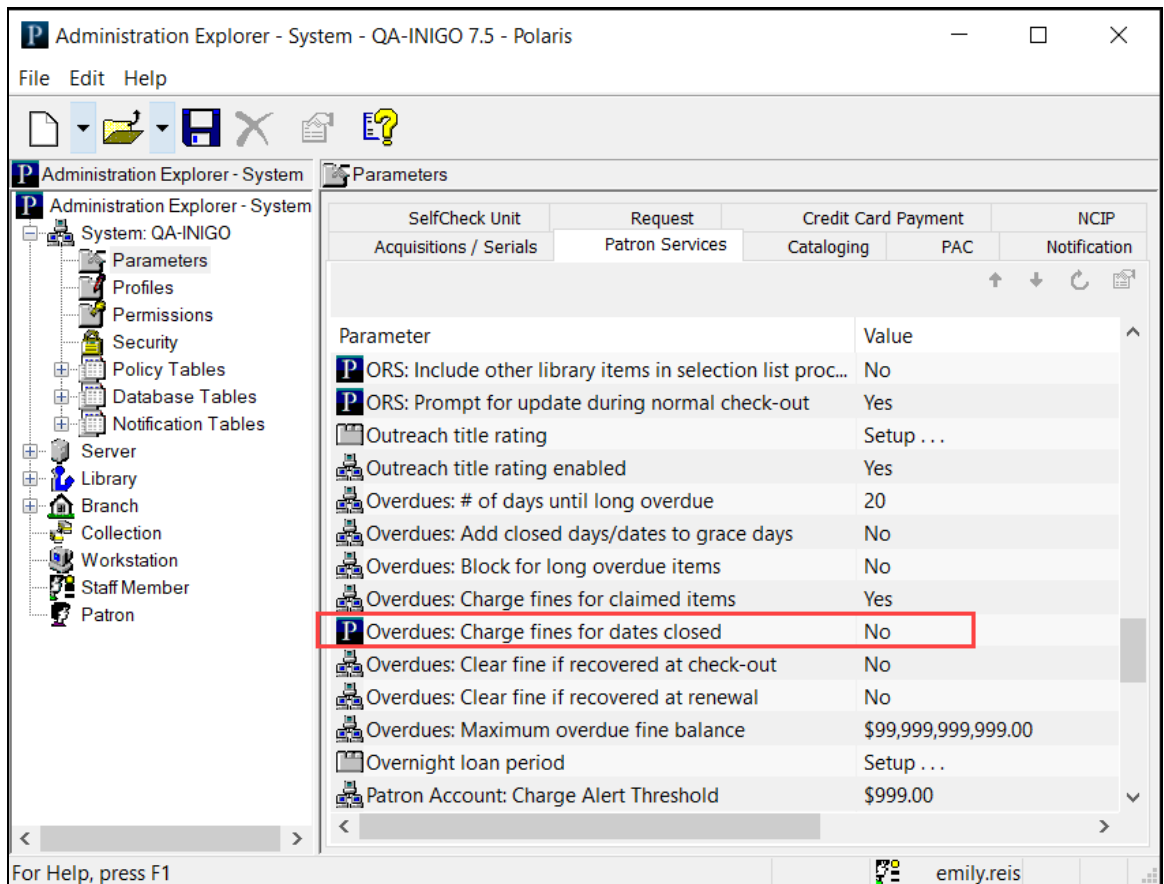 Administration Explorer - System - QA-INIGO 7.5 - Polaris
File Edit Help
Administration Explorer - System
Parameters
Administration Explorer - System
System: QA-INIGO
Parameters
Profiles
Permissions
Security
Policy Tables
Database Tables
Notification Tables
Server
Library
Branch
Collection
Workstation
Staff Member
Patron
SelfCheck Unit Request Credit Card Payment NCIP
Acquisitions / Serials Patron Services Cataloging PAC Notification
Parameter Value
ORS: Include other library items in selection list proc... No
ORS: Prompt for update during normal check-out Yes
Outreach title rating Setup . . .
Outreach title rating enabled Yes
Overdues: # of days until long overdue 20
Overdues: Add closed days/dates to grace days No
Overdues: Block for long overdue items No
Overdues: Charge fines for claimed items Yes
Overdues: Charge fines for dates closed No
Overdues: Clear fine if recovered at check-out No
Overdues: Clear fine if recovered at renewal No
Overdues: Maximum overdue fine balance $99,999,999,999.00
Overnight loan period Setup . . .
Patron Account: Charge Alert Threshold $999.00
For Help, press F1 emily.reis